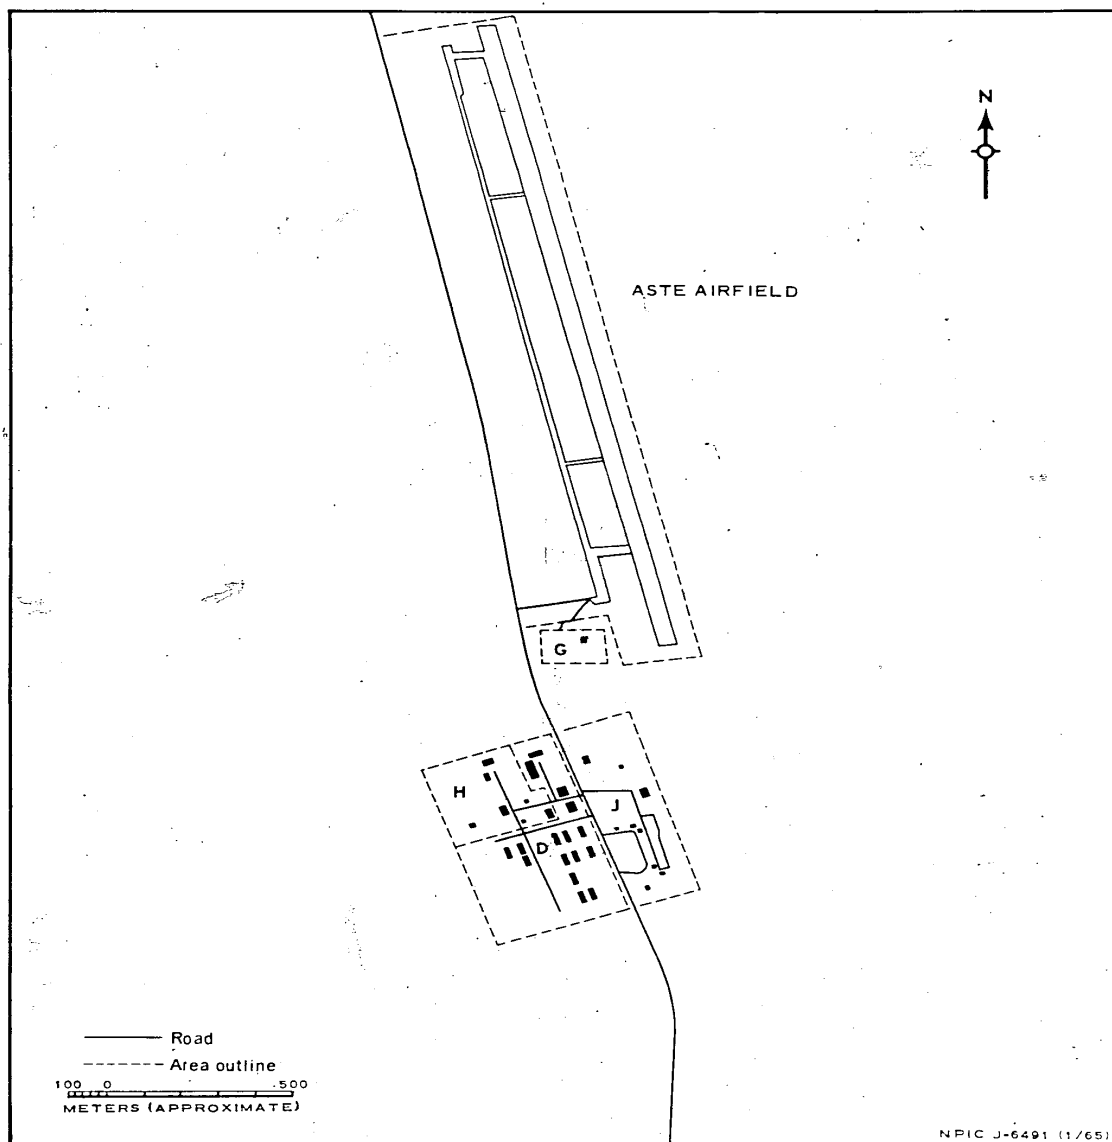 N
ASTE AIRFIELD
G
H
J
D
Road
Area outline
100 0 500
METERS (APPROXIMATE)
NPIC J-6491 (1/65)